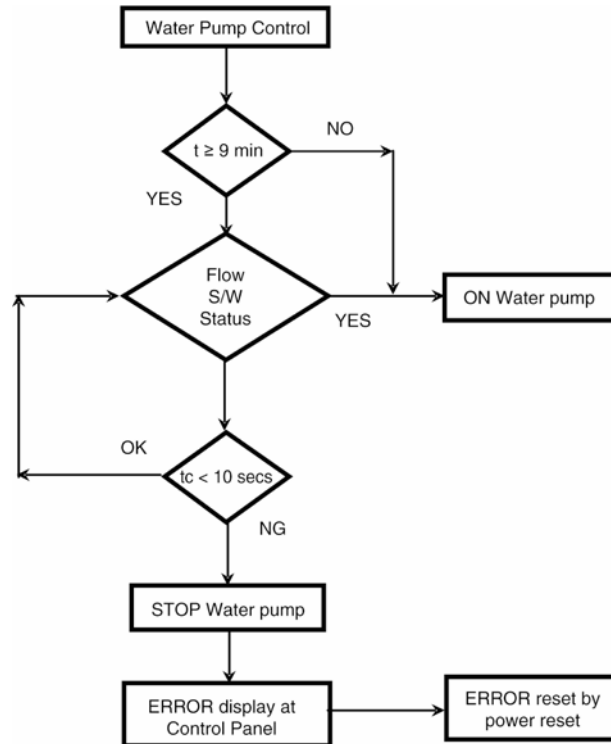 Water Pump Control
NO
t ≥ 9 min
YES
Flow
S/W
Status
YES
ON Water pump
OK
tc < 10 secs
NG
STOP Water pump
ERROR display at
Control Panel
ERROR reset by
power reset